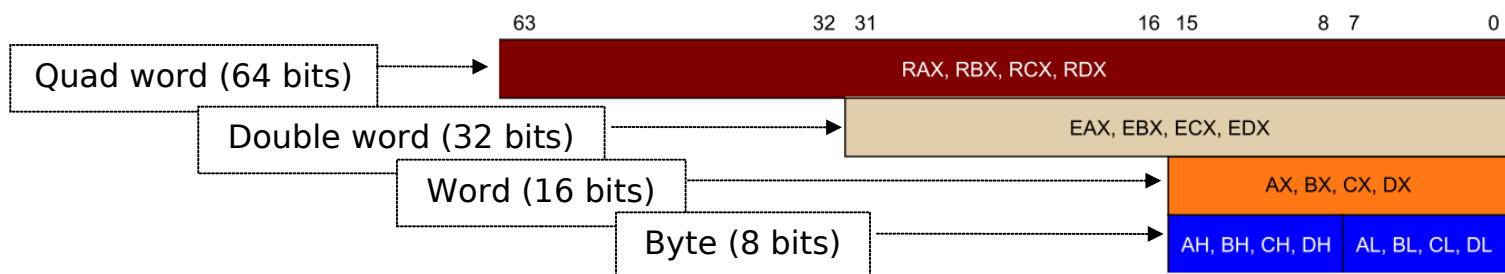 63 32 31 16 15 8 7 0
Quad word (64 bits)
RAX, RBX, RCX, RDX
Double word (32 bits)
EAX, EBX, ECX, EDX
Word (16 bits)
AX, BX, CX, DX
Byte (8 bits)
AH, BH, CH, DH
AL, BL, CL, DL